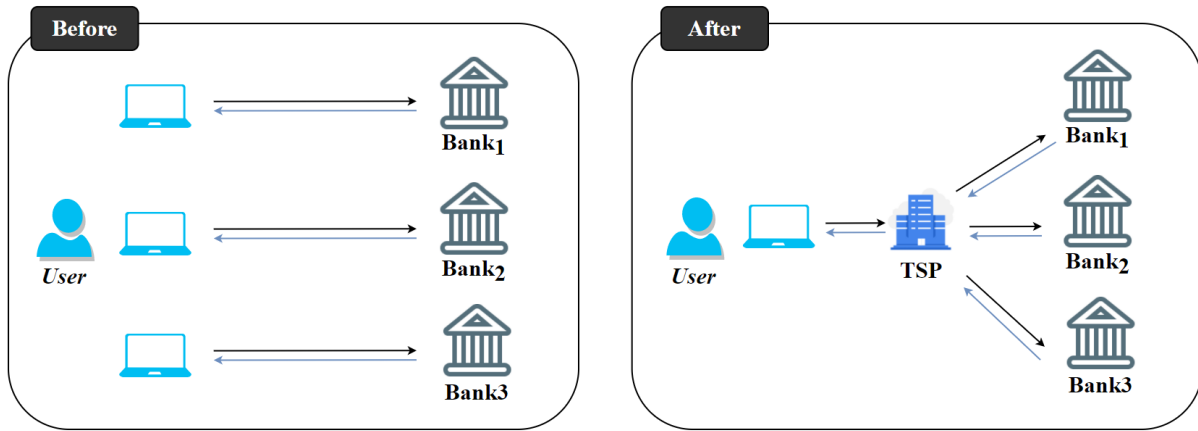 Before
Bank1
User
Bank2
Bank3
After
Bank1
User
TSP
Bank2
Bank3